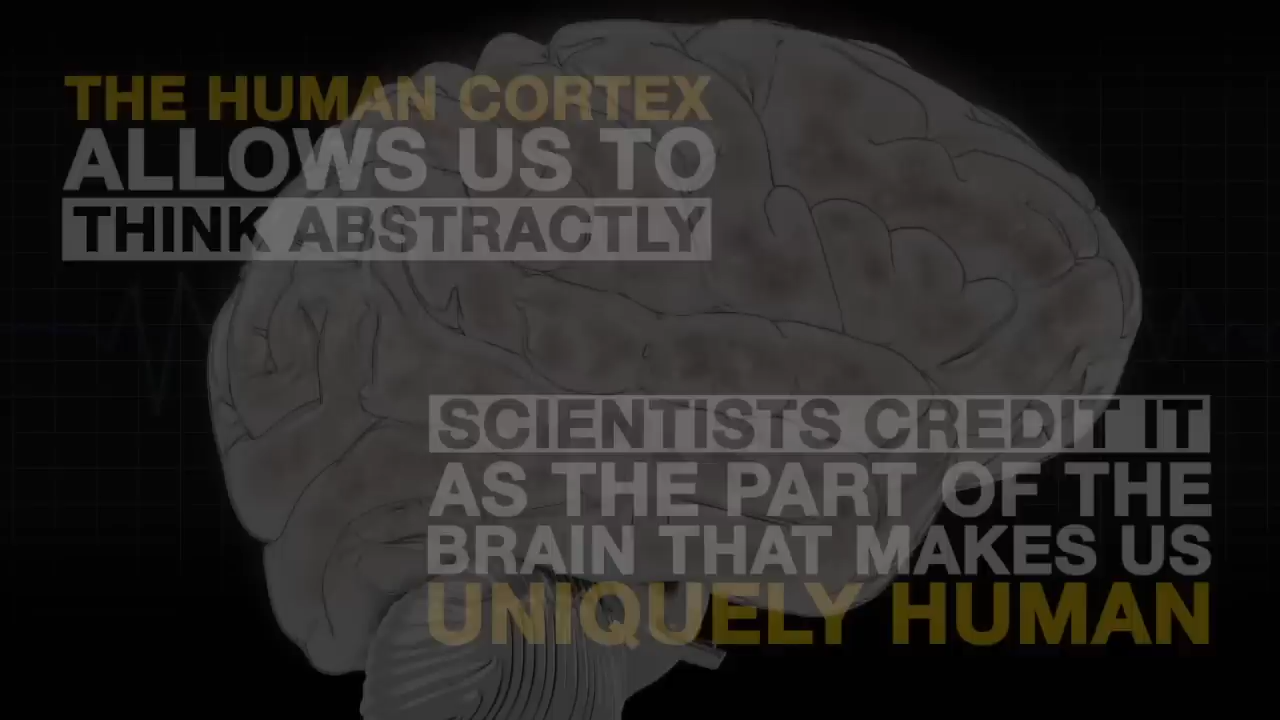 THE HUMAN CORTEX
ALLOWS US TO
THINK ABSTRACTLY
SCIENTISTS CREDIT IT
AS THE PART OF THE
BRAIN THAT MAKES US
UNIQUELY HUMAN